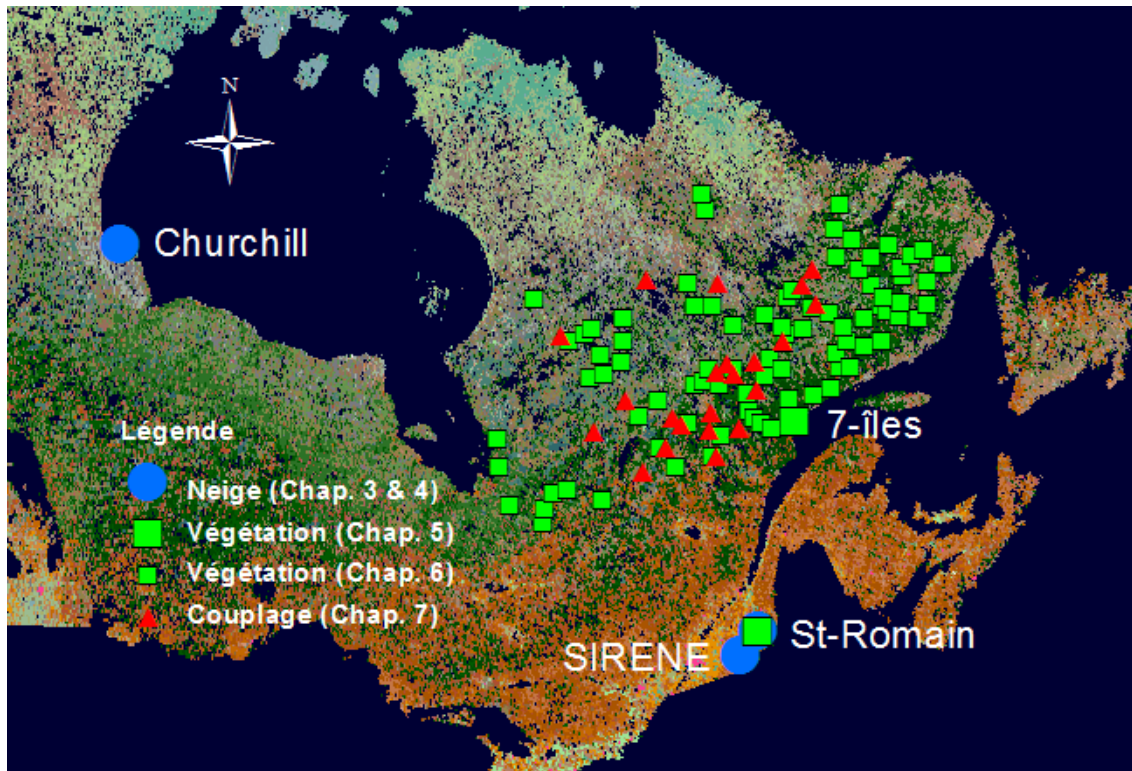 N
Churchill
Légende
Neige (Chap. 3 & 4)
Végétation (Chap. 5)
Végétation (Chap. 6)
Couplage (Chap. 7)
7-îles
St-Romain
SIRENE